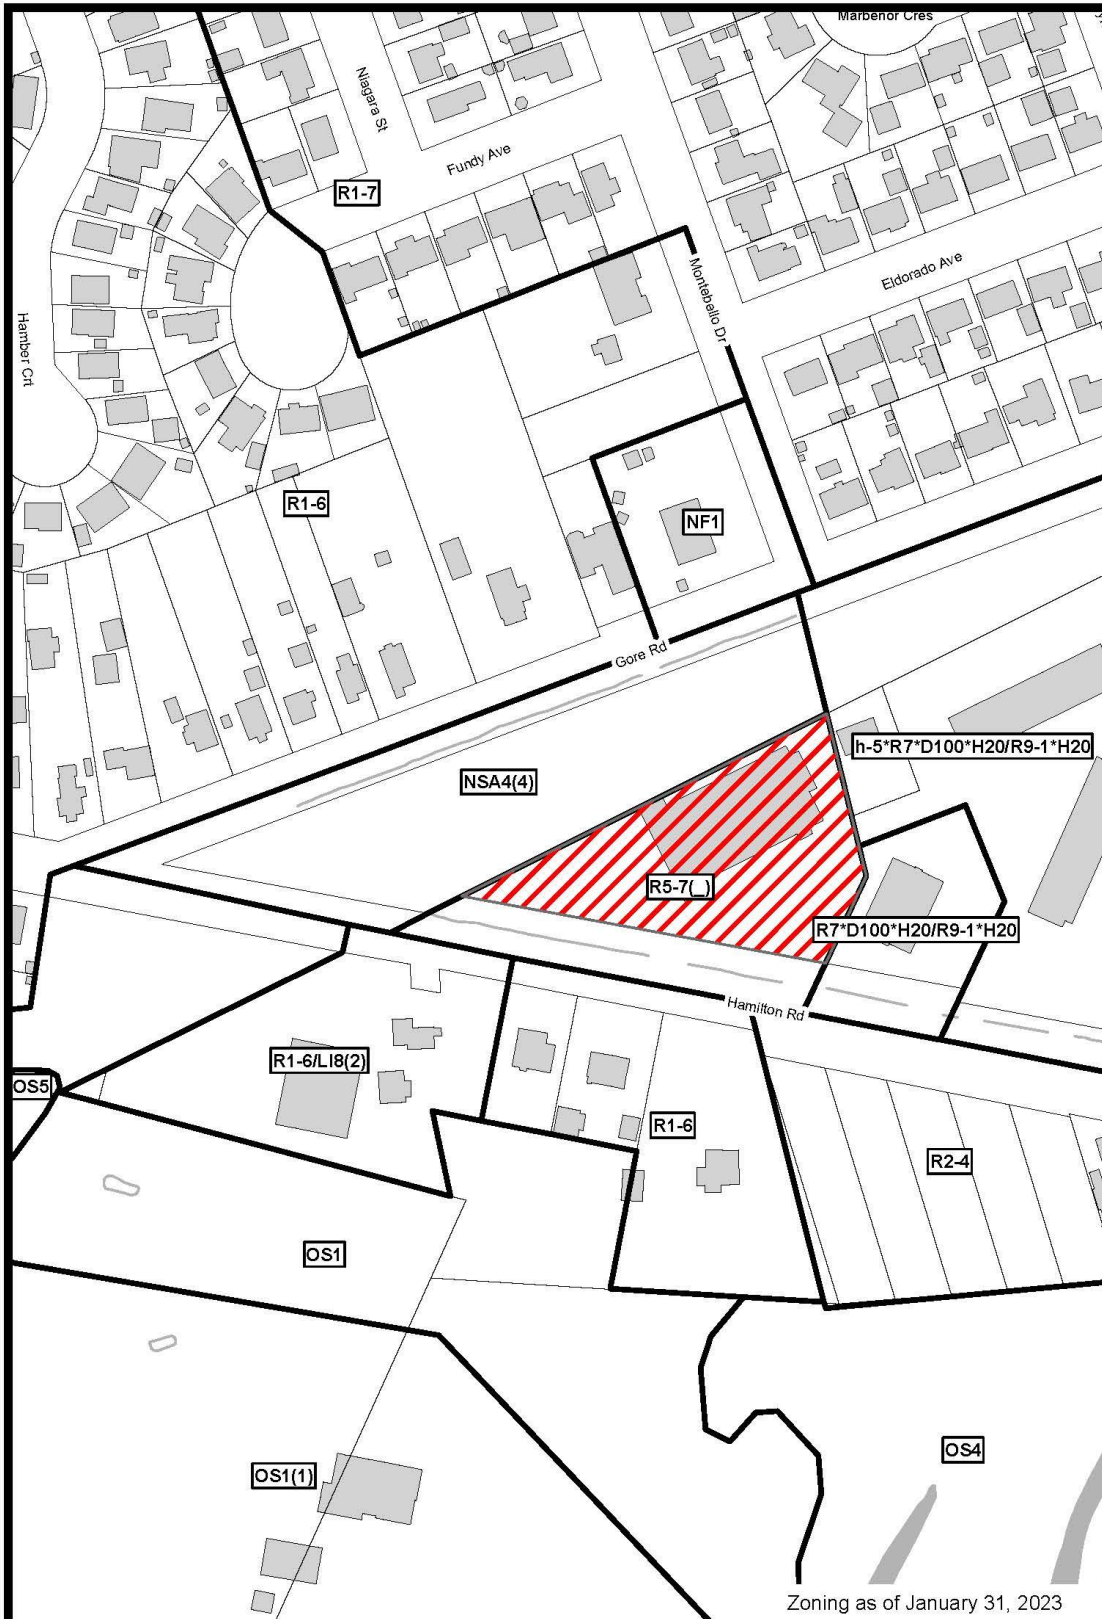 Marbenor Cres
Niagara St
Fundy Ave
R1-7
Montebello Dr
Eldorado Ave
Hamber Crt
R1-6
NF1
Gore Rd
h-5*R7*D100*H20/R9-1*H20
NSA4(4)
R5-7(_)
R7*D100*H20/R9-1*H20
Hamilton Rd
R1-6/LI8(2)
OS5
R1-6
R2-4
OS1
OS4
OS1(1)
Zoning as of January 31, 2023